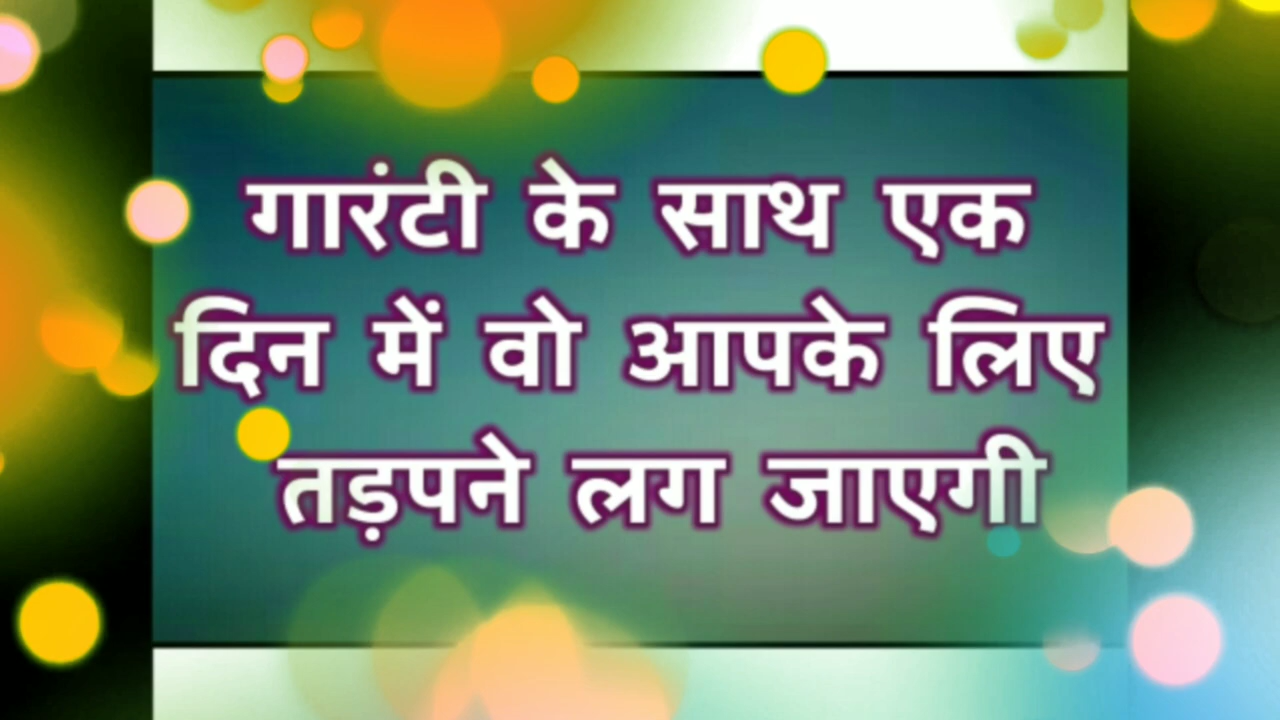 गारंटी के साथ एक
दिन में वो आपके लिए
तड़पने लग जाएगी